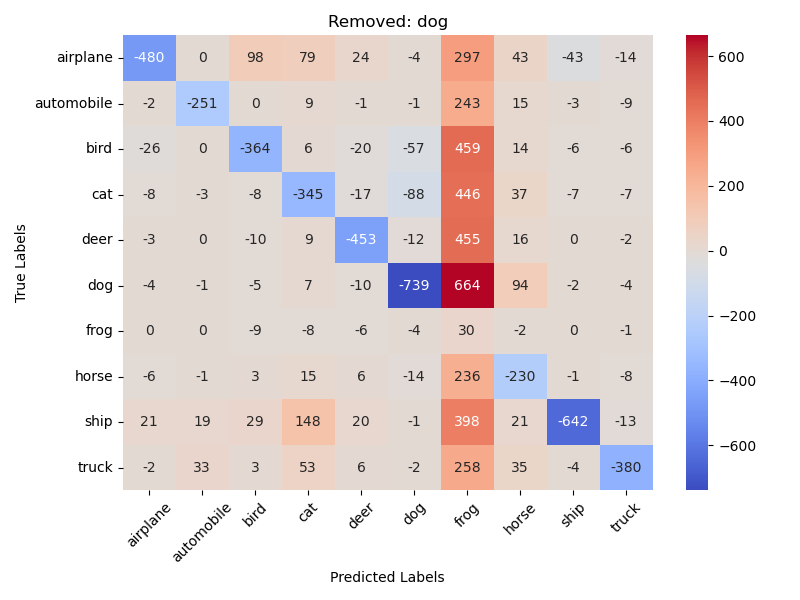 Removed: dog
airplane -480 0 98 79 24 -4 297 43 -43 -14
automobile -2 -251 0 9 -1 -1 243 15 -3 -9
bird -26 0 -364 6 -20 -57 459 14 -6 -6
cat -8 -3 -8 -345 -17 -88 446 37 -7 -7
deer -3 0 -10 9 -453 -12 455 16 0 -2
dog -4 -1 -5 7 -10 -739 664 94 -2 -4
frog 0 0 -9 -8 -6 -4 30 -2 0 -1
horse -6 -1 3 15 6 -14 236 -230 -1 -8
ship 21 19 29 148 20 -1 398 21 -642 -13
truck -2 33 3 53 6 -2 258 35 -4 -380
airplane automobile bird cat deer dog frog horse ship truck
Predicted Labels
True Labels
600
400
200
0
−200
−400
−600